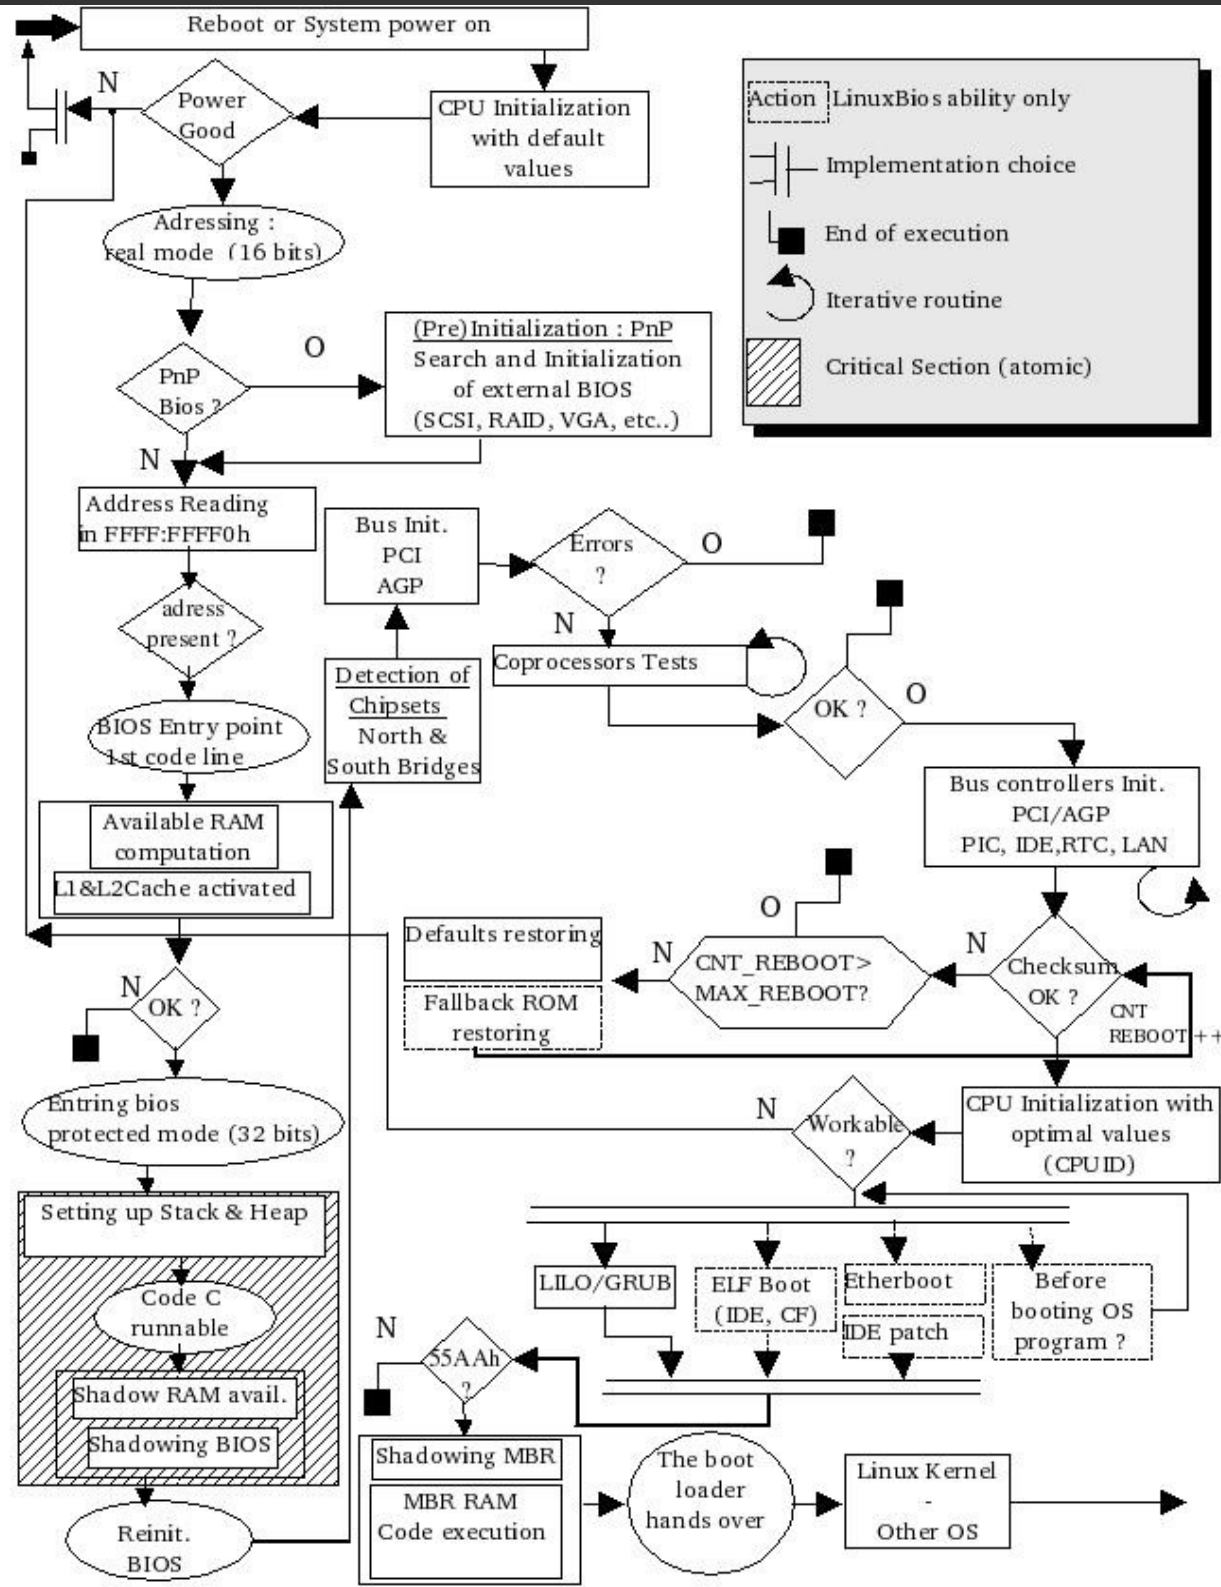 Reboot or System power on
N
Power
Good
CPU Initialization
with default
values
Action
LinuxBios ability only
Implementation choice
End of execution
Iterative routine
Critical Section (atomic)
Adressing :
real mode (16 bits)
PnP
Bios ?
O
N
(Pre)Initialization : PnP
Search and Initialization
of external BIOS
(SCSI, RAID, VGA, etc..)
Address Reading
in FFFF:FFFF0h
adress
present ?
BIOS Entry point
1st code line
Available RAM
computation
L1&L2Cache activated
N
OK ?
Entring bios
protected mode (32 bits)
Setting up Stack & Heap
Code C
runnable
Shadow RAM avail.
Shadowing BIOS
Reinit.
BIOS
Detection of
Chipsets
North &
South Bridges
Bus Init.
PCI
AGP
Errors
?
O
N
Coprocessors Tests
OK ?
O
Bus controllers Init.
PCI/AGP
PIC, IDE,RTC, LAN
Checksum
OK ?
N
CNT
REBOOT ++
CNT_REBOOT>
MAX_REBOOT?
O
N
Defaults restoring
Fallback ROM
restoring
CPU Initialization with
optimal values
(CPUID)
Workable
?
N
LILO/GRUB
ELF Boot
(IDE, CF)
Etherboot
IDE patch
Before
booting OS
program ?
N
55AAh
?
Shadowing MBR
MBR RAM
Code execution
The boot
loader
hands over
Linux Kernel
-
Other OS